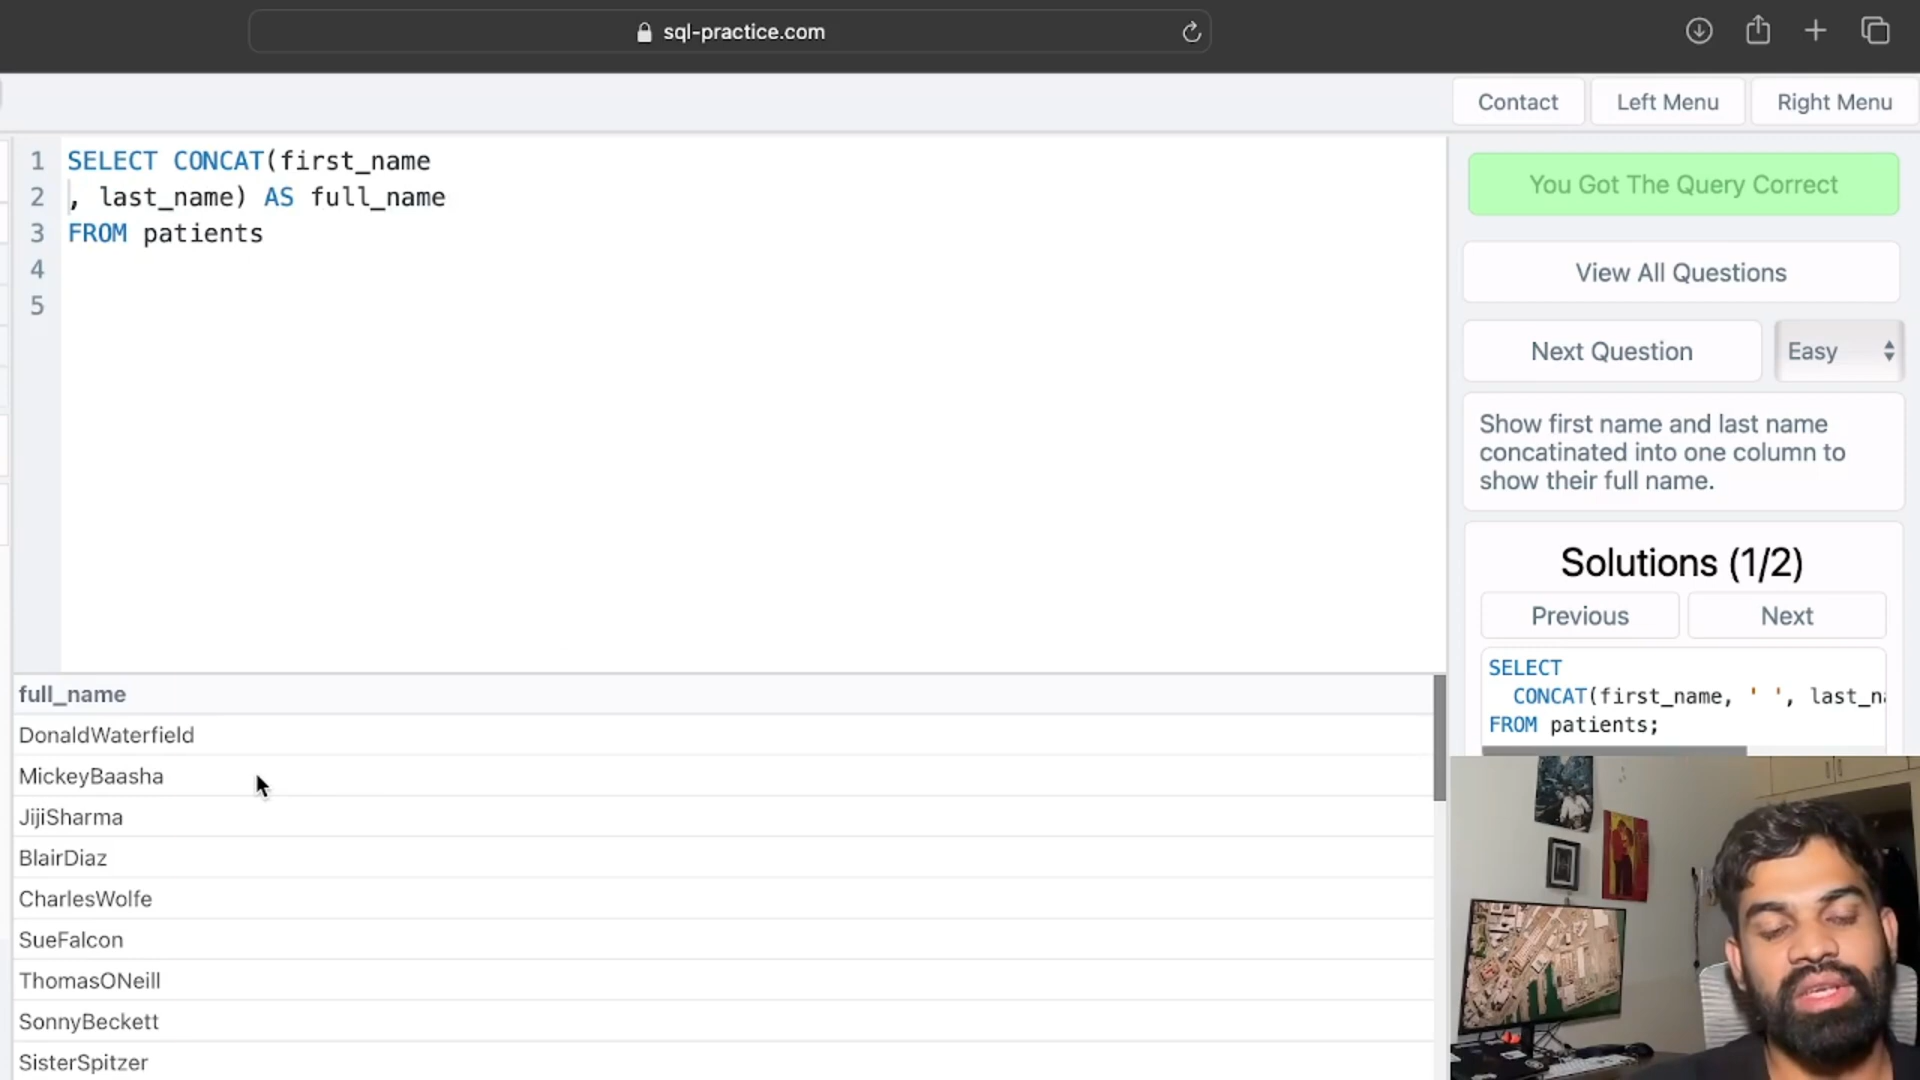 sql-practice.com
Contact
Left Menu
Right Menu
1 SELECT CONCAT(first_name
2 , last_name) AS full_name
3 FROM patients
4
5
You Got The Query Correct
View All Questions
Next Question
Easy
Show first name and last name
concatinated into one column to
show their full name.
Solutions (1/2)
Previous
Next
SELECT
CONCAT(first_name, ' ', last_na
FROM patients;
full_name
DonaldWaterfield
MickeyBaasha
JijiSharma
BlairDiaz
CharlesWolfe
SueFalcon
ThomasONeill
SonnyBeckett
SisterSpitzer